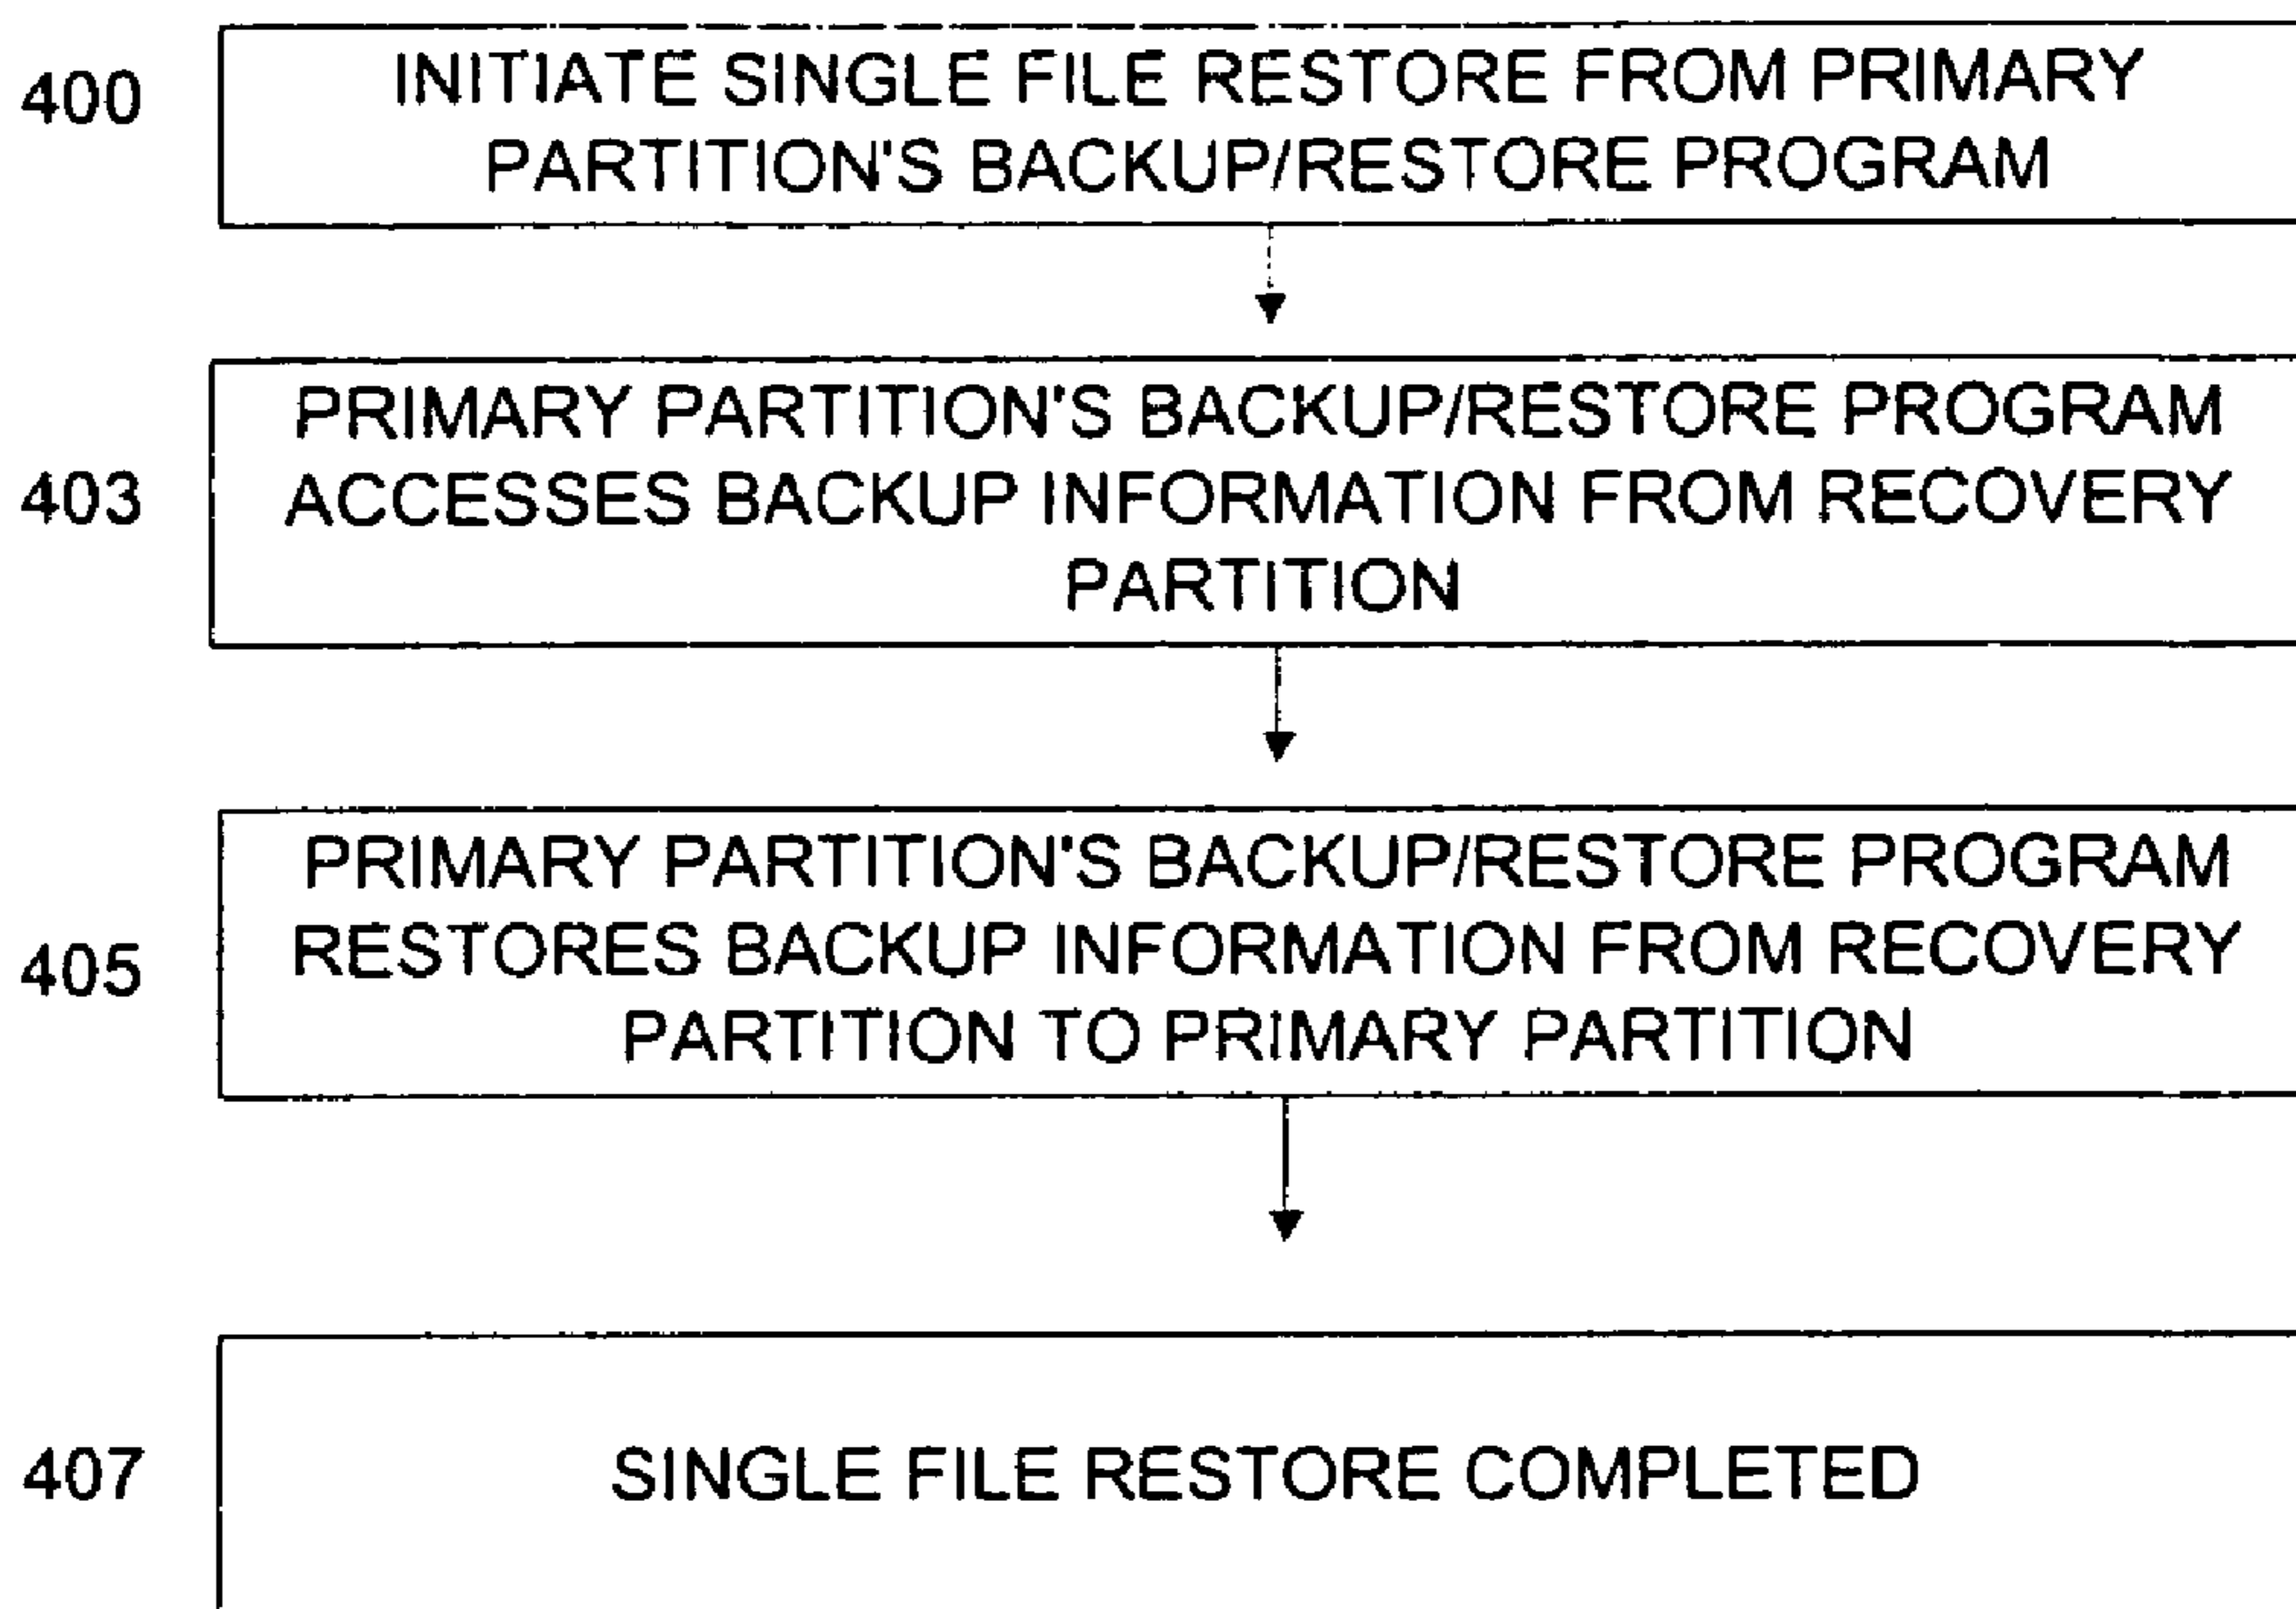 400
INITIATE SINGLE FILE RESTORE FROM PRIMARY
PARTITION'S BACKUP/RESTORE PROGRAM
403
PRIMARY PARTITION'S BACKUP/RESTORE PROGRAM
ACCESSES BACKUP INFORMATION FROM RECOVERY
PARTITION
405
PRIMARY PARTITION'S BACKUP/RESTORE PROGRAM
RESTORES BACKUP INFORMATION FROM RECOVERY
PARTITION TO PRIMARY PARTITION
407
SINGLE FILE RESTORE COMPLETED